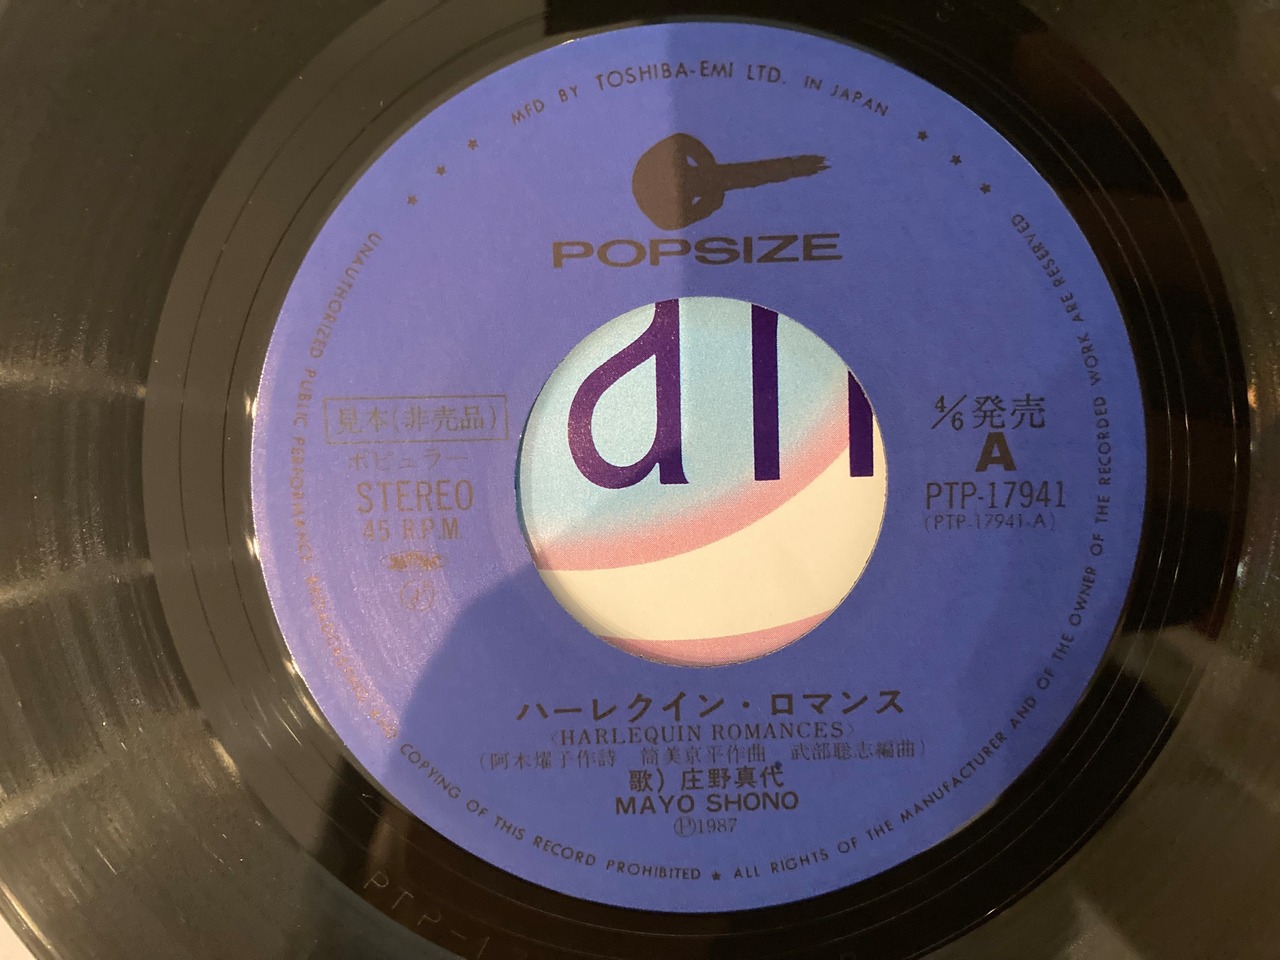 MFD BY TOSHIBA-EMI LTD. IN JAPAN
POPSIZE
見本(非売品)
ポピュラー
STEREO
45 R.P.M.
Ⓟ
4/6 発売
A
PTP-17941
(PTP-17941-A)
ハーレクイン・ロマンス
〈HARLEQUIN ROMANCES〉
(阿木燿子作詩 筒美京平作曲 武部聡志編曲)
歌) 庄野真代
MAYO SHONO
Ⓟ1987
UNAUTHORIZED PUBLIC PERFORMANCE BROADCASTING AND COPYING OF THIS RECORD PROHIBITED ★ ALL RIGHTS OF THE MANUFACTURER AND OF THE OWNER OF THE RECORDED WORK ARE RESERVED
PTP-1